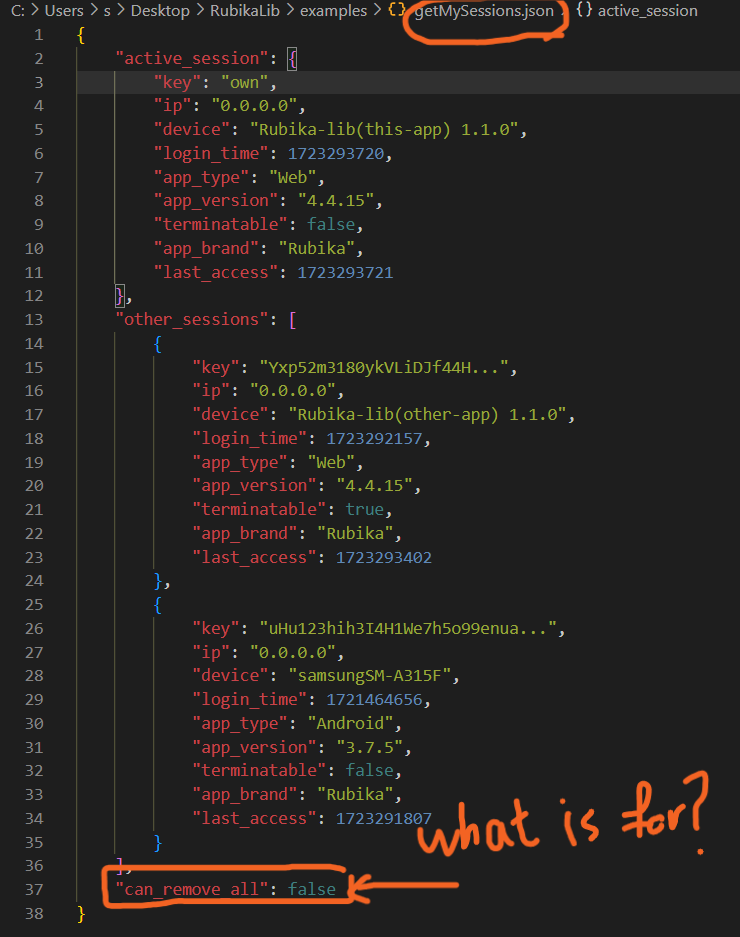 C: > Users > s > Desktop > RubikaLib > examples > {} getMySessions.json > {} active_session
1 {
2 "active_session": {
3 "key": "own",
4 "ip": "0.0.0.0",
5 "device": "Rubika-lib(this-app) 1.1.0",
6 "login_time": 1723293720,
7 "app_type": "Web",
8 "app_version": "4.4.15",
9 "terminatable": false,
10 "app_brand": "Rubika",
11 "last_access": 1723293721
12 },
13 "other_sessions": [
14 {
15 "key": "Yxp52m3180ykVLiDJf44H...",
16 "ip": "0.0.0.0",
17 "device": "Rubika-lib(other-app) 1.1.0",
18 "login_time": 1723292157,
19 "app_type": "Web",
20 "app_version": "4.4.15",
21 "terminatable": true,
22 "app_brand": "Rubika",
23 "last_access": 1723293402
24 },
25 {
26 "key": "uHu123hih3I4H1We7h5o99enua...",
27 "ip": "0.0.0.0",
28 "device": "samsungSM-A315F",
29 "login_time": 1721464656,
30 "app_type": "Android",
31 "app_version": "3.7.5",
32 "terminatable": false,
33 "app_brand": "Rubika",
34 "last_access": 1723291807
what is for?
35 }
36 ],
37 "can_remove_all": false
38 }